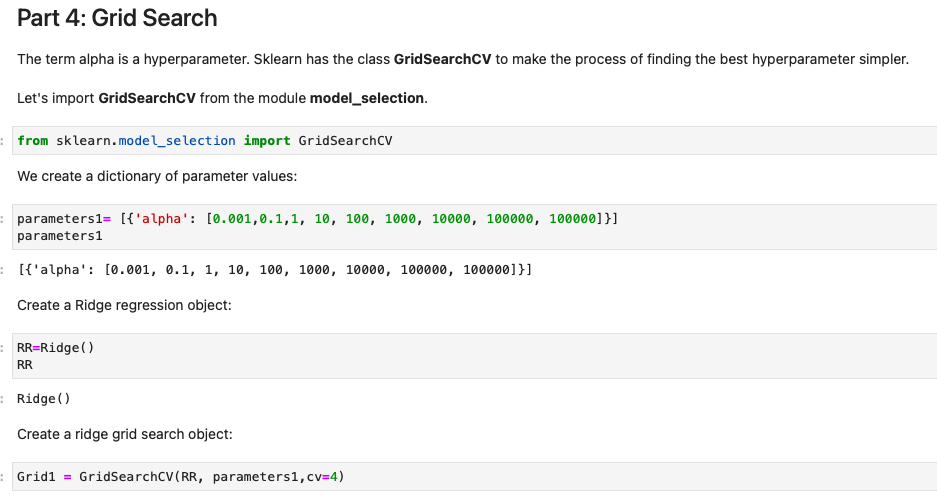 Part 4: Grid Search
The term alpha is a hyperparameter. Sklearn has the class GridSearchCV to make the process of finding the best hyperparameter simpler.
Let's import GridSearchCV from the module model_selection.
: from sklearn.model_selection import GridSearchCV
We create a dictionary of parameter values:
: parameters1= [{'alpha': [0.001,0.1,1, 10, 100, 1000, 10000, 100000, 100000]}]
parameters1
: [{'alpha': [0.001, 0.1, 1, 10, 100, 1000, 10000, 100000, 100000]}]
Create a Ridge regression object:
: RR=Ridge()
RR
: Ridge()
Create a ridge grid search object:
: Grid1 = GridSearchCV(RR, parameters1,cv=4)